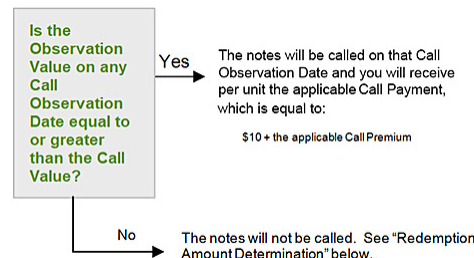 Is the
Observation
Value on any
Call
Observation
Date equal to
or greater
than the Call
Value?
Yes
The notes will be called on that Call
Observation Date and you will receive
per unit the applicable Call Payment,
which is equal to:
$10 + the applicable Call Premium
No
The notes will not be called. See “Redemption
Amount Determination” below.